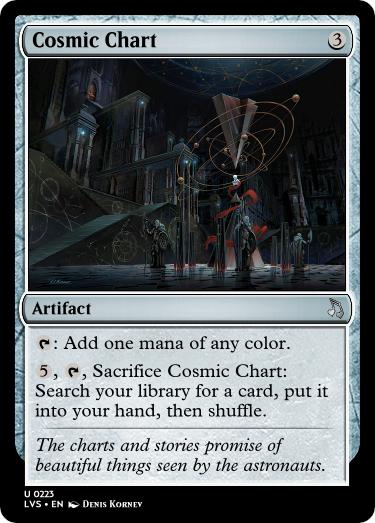 Cosmic Chart 3
Artifact
: Add one mana of any color.
5, , Sacrifice Cosmic Chart:
Search your library for a card, put it
into your hand, then shuffle.
The charts and stories promise of
beautiful things seen by the astronauts.
U 0223
LVS • EN Denis Kornev